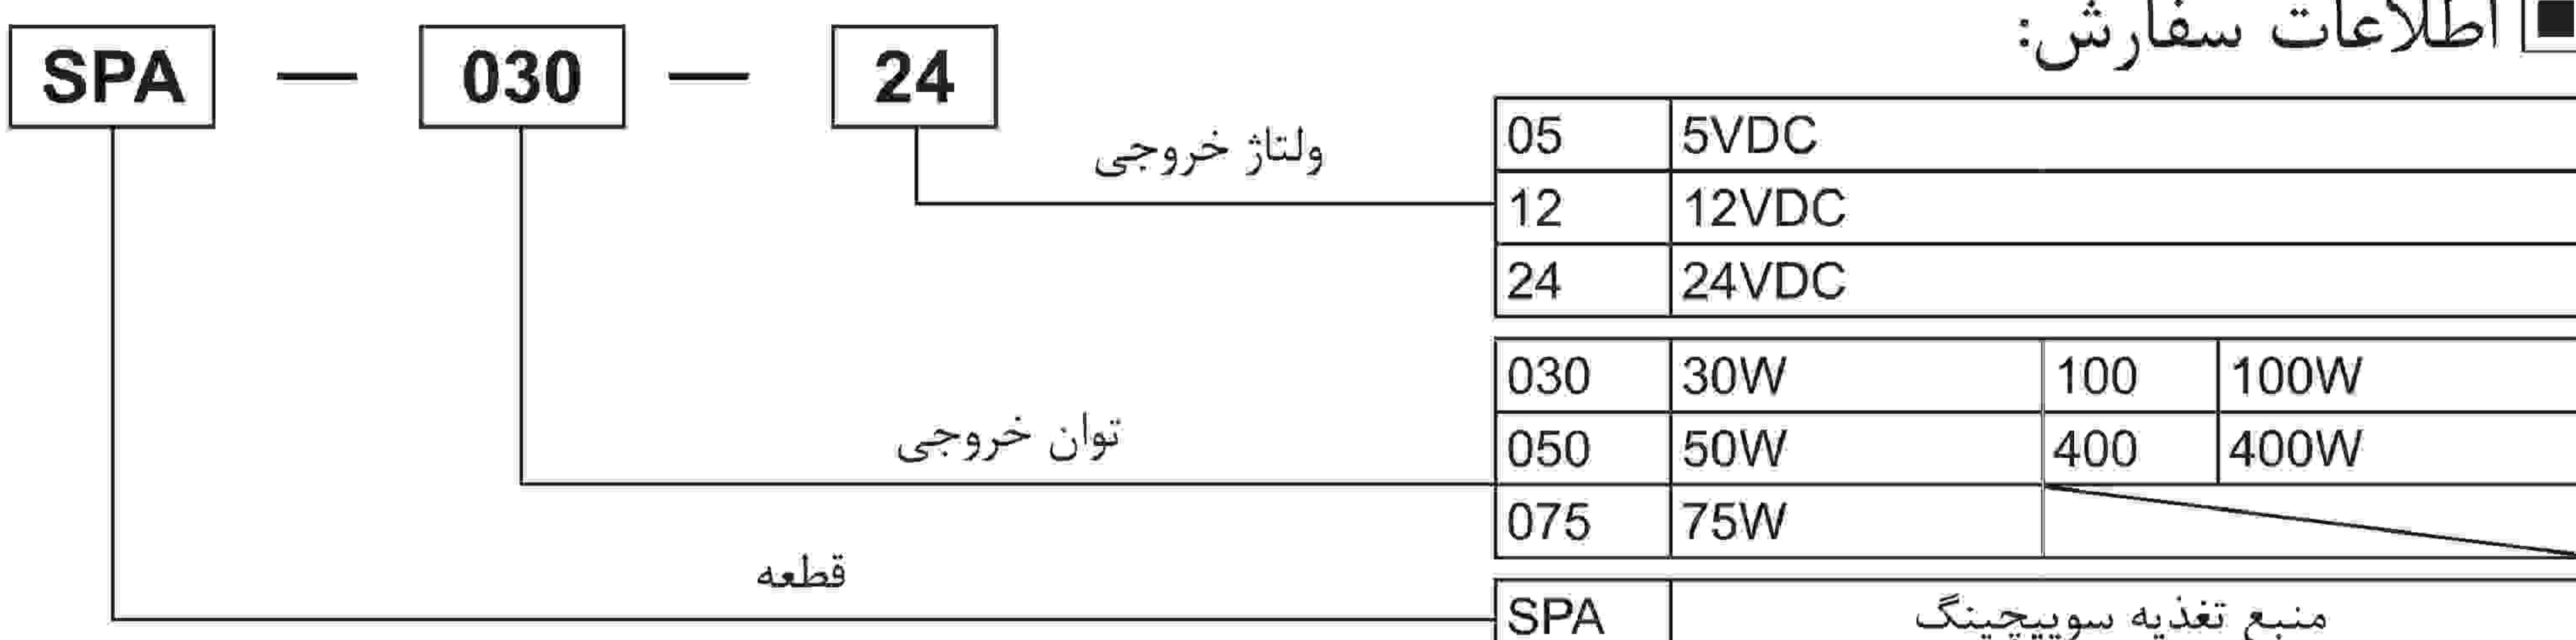 اطلاعات سفارش:
SPA — 030 — 24
ولتاژ خروجی
05 5VDC
12 12VDC
24 24VDC
توان خروجی
030 30W 100 100W
050 50W 400 400W
075 75W
قطعه
SPA منبع تغذیه سوییچینگ